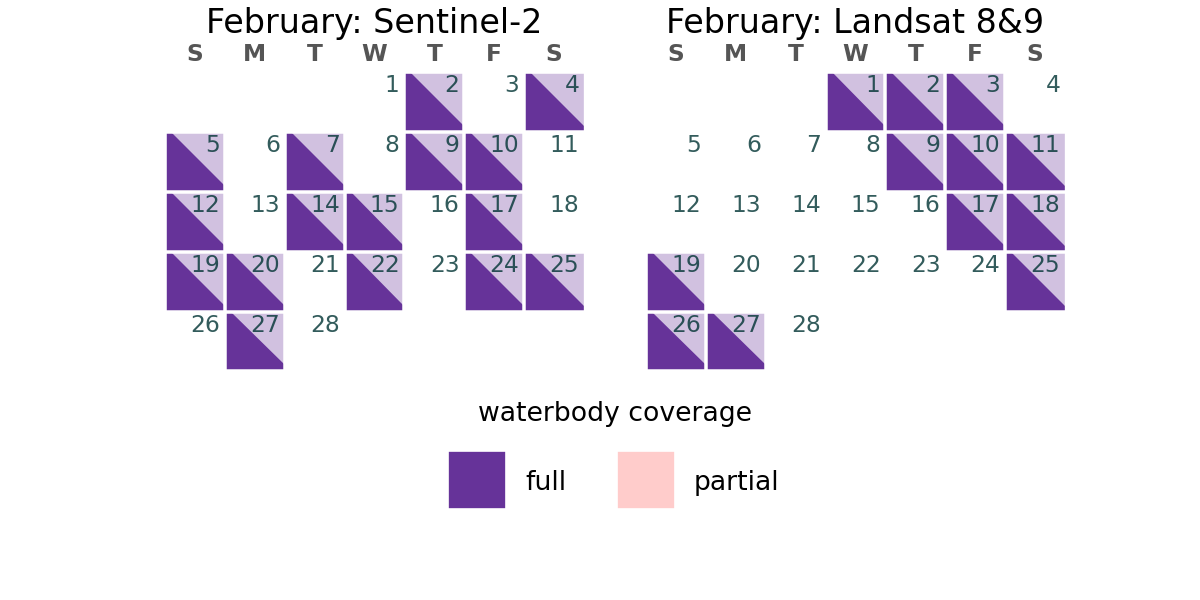 February: Sentinel-2
S M T W T F S
1 2 3 4
5 6 7 8 9 10 11
12 13 14 15 16 17 18
19 20 21 22 23 24 25
26 27 28
February: Landsat 8&9
S M T W T F S
1 2 3 4
5 6 7 8 9 10 11
12 13 14 15 16 17 18
19 20 21 22 23 24 25
26 27 28
waterbody coverage
full partial